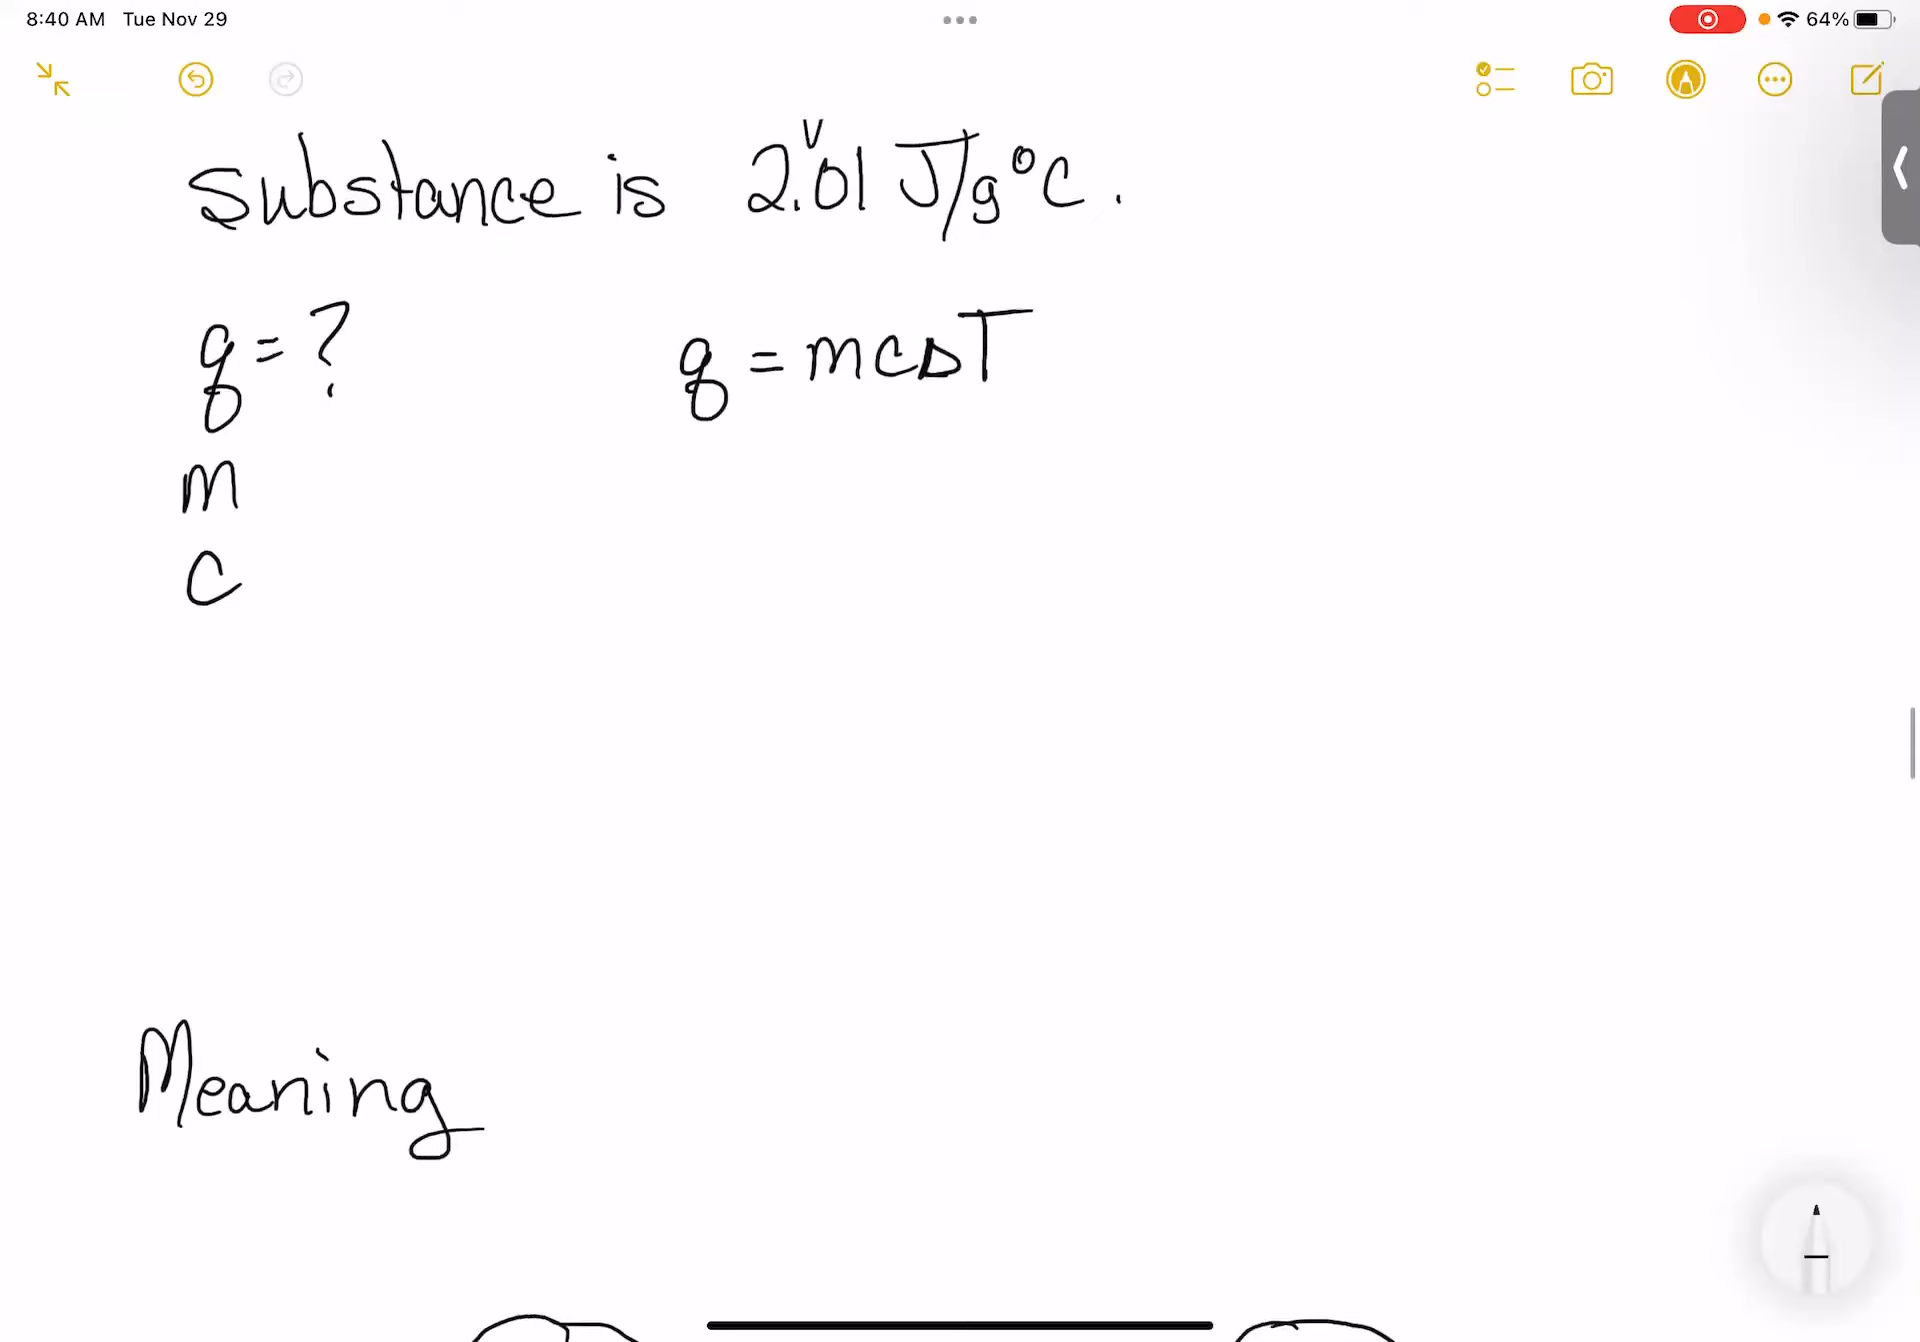 8:40 AM Tue Nov 29
64%
substance is 2.01 J/g°C.
q = ?
q = mcΔT
m
c
Meaning